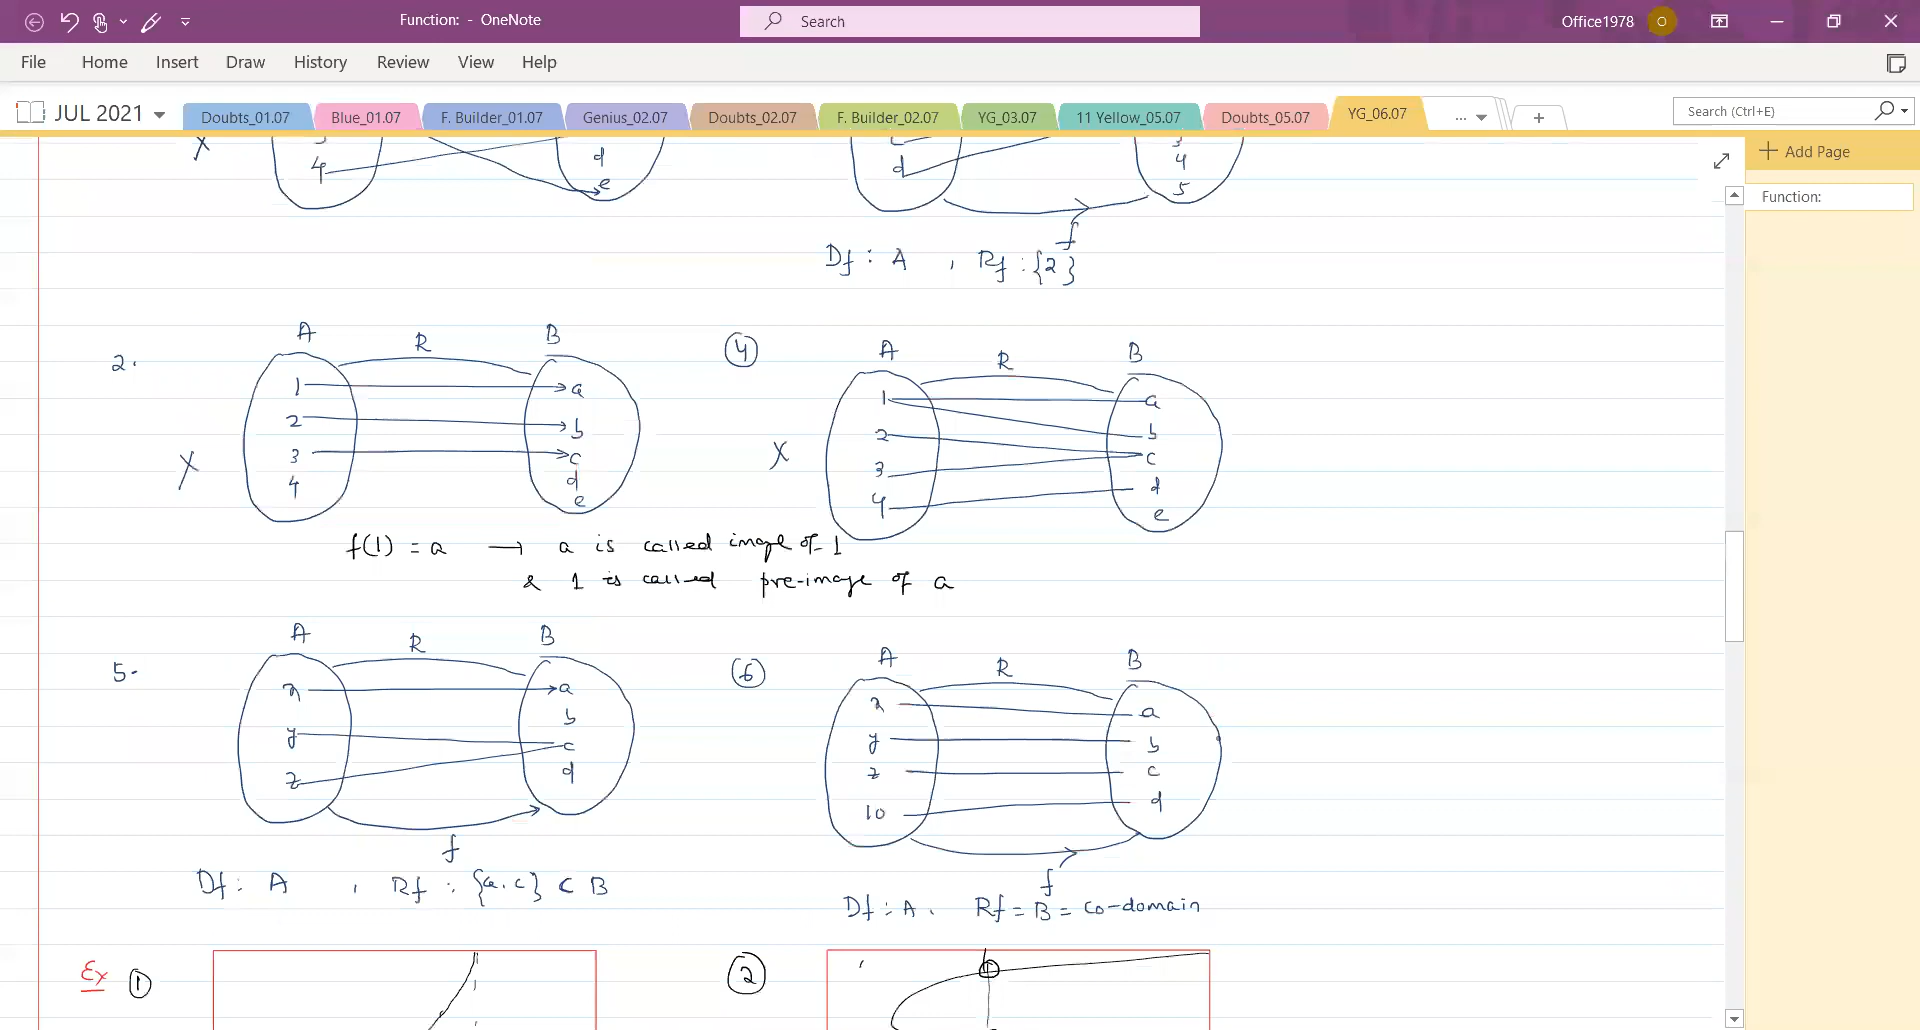 Function: - OneNote
Search
Office1978
O
File Home Insert Draw History Review View Help
JUL 2021
Doubts_01.07 Blue_01.07 F. Builder_01.07 Genius_02.07 Doubts_02.07 F. Builder_02.07 YG_03.07 11 Yellow_05.07 Doubts_05.07 YG_06.07 ... +
Search (Ctrl+E)
+ Add Page
Function:
X
4
d
e
d
4
5
f
Df : A , Rf : {2}
2.
A R B
1 a
2 b
3 c
4 d
e
X
④
A R B
1 a
2 b
3 c
4 d
e
X
f(1) = a → a is called image of 1
& 1 is called pre-image of a
5.
A R B
x a
b
y c
z d
f
Df : A , Rf : {a, c} ⊂ B
⑥
A R B
x a
y b
z c
10 d
f
Df : A , Rf = B = co-domain
Ex ①
②